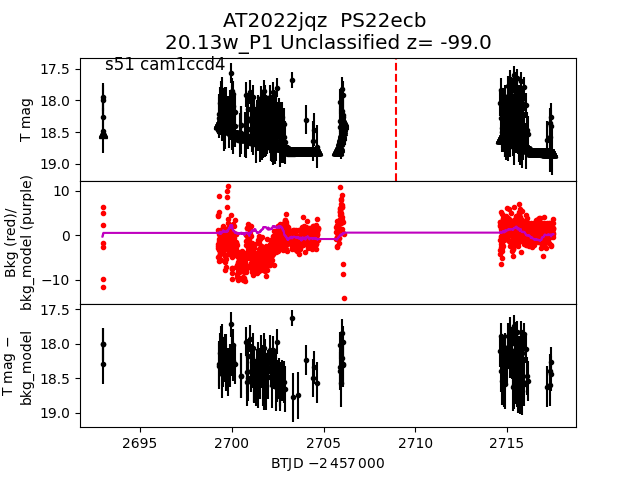 AT2022jqz PS22ecb
20.13w_P1 Unclassified z= -99.0
s51 cam1ccd4
17.5
18.0
18.5
19.0
T mag
10
0
−10
Bkg (red)/
bkg_model (purple)
17.5
18.0
18.5
19.0
T mag −
bkg_model
2695
2700
2705
2710
2715
BTJD −2 457 000